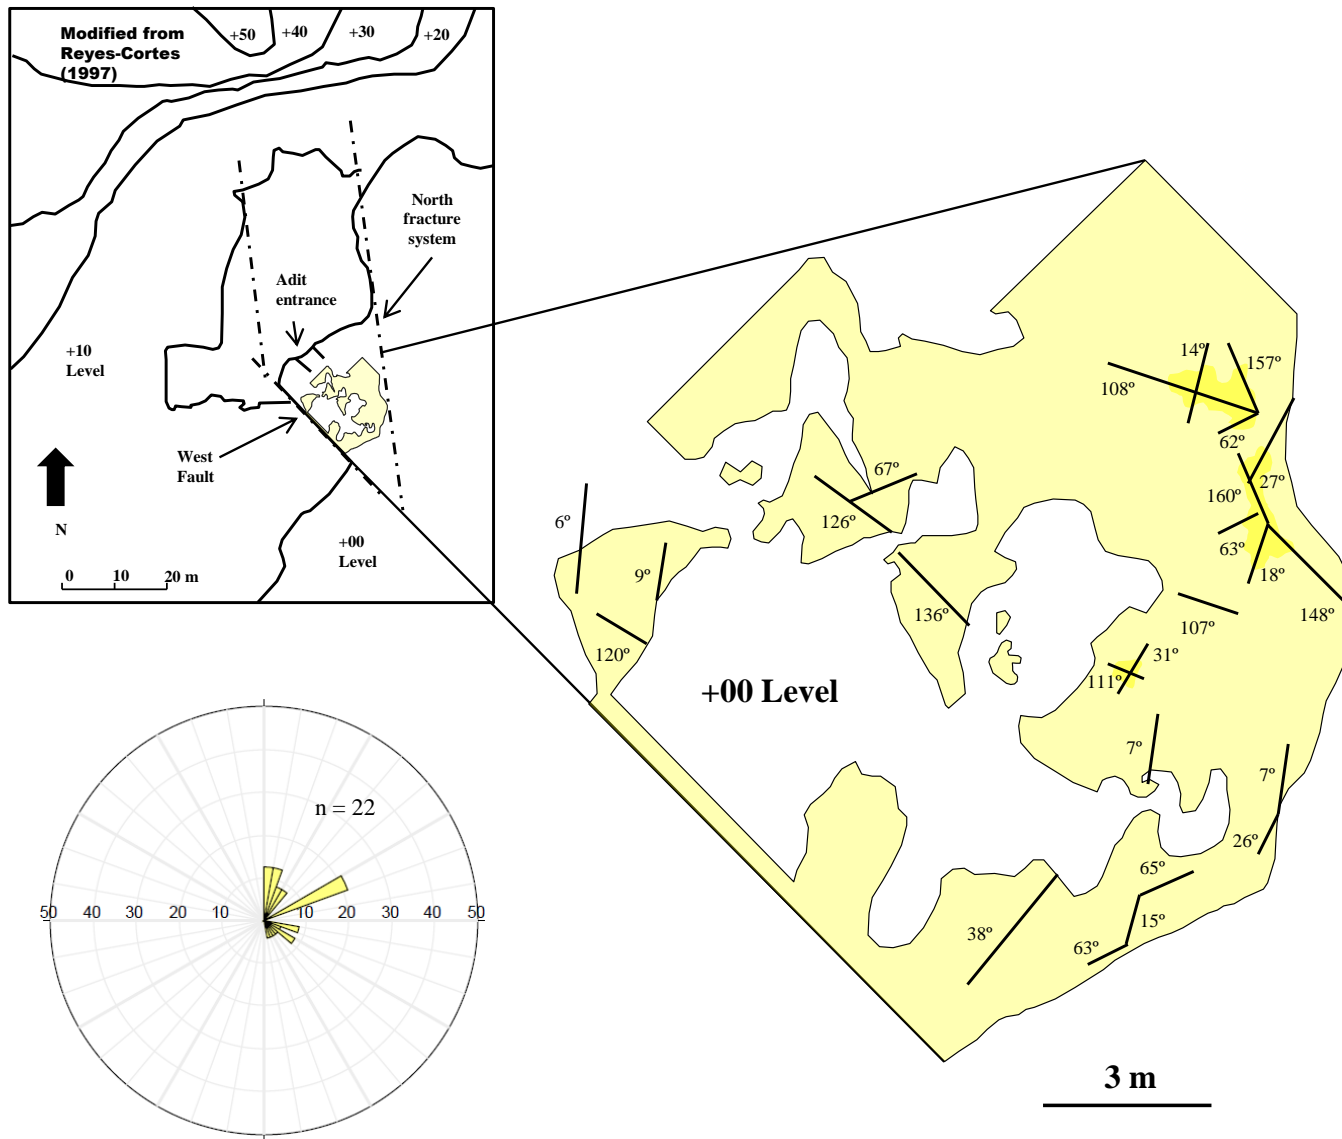 Modified from
Reyes-Cortes
(1997)
+50
+40
+30
+20
North
fracture
system
Adit
entrance
+10
Level
West
Fault
N
+00
Level
0 10 20 m
14º
157º
108º
62º
67º
160º
27º
126º
6º
63º
9º
18º
136º
148º
107º
120º
31º
111º
+00 Level
7º
7º
26º
65º
15º
38º
63º
n = 22
50 40 30 20 10 10 20 30 40 50
3 m